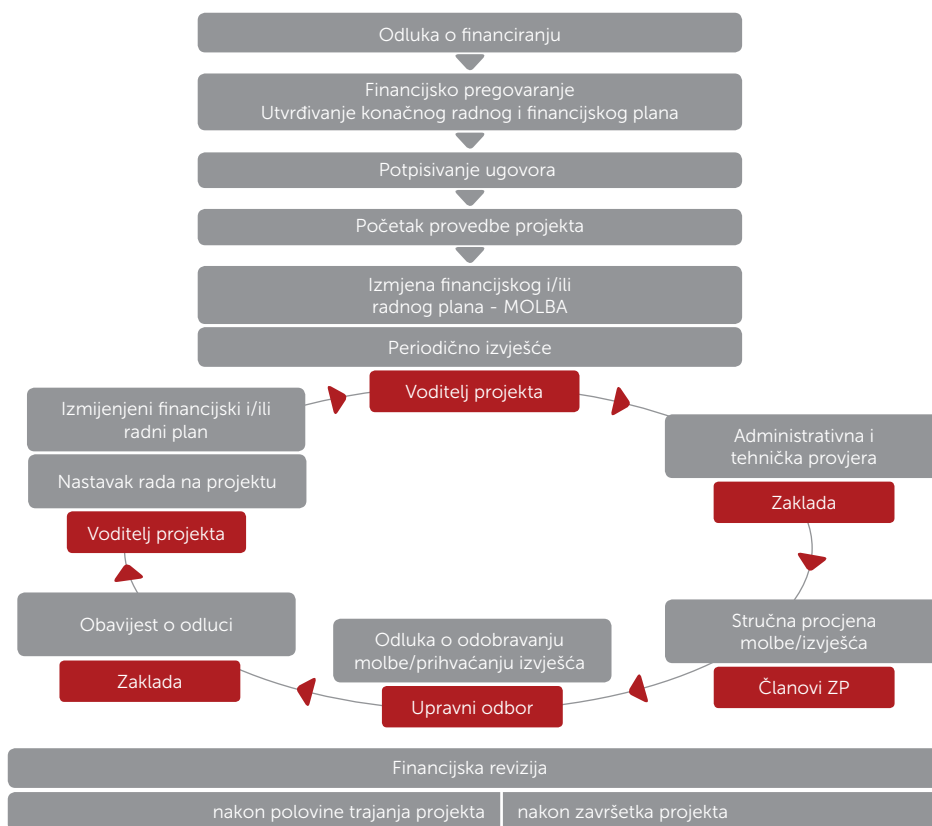 Odluka o financiranju
Financijsko pregovaranje
Utvrđivanje konačnog radnog i financijskog plana
Potpisivanje ugovora
Početak provedbe projekta
Izmjena financijskog i/ili
radnog plana - MOLBA
Periodično izvješće
Voditelj projekta
Administrativna i
tehnička provjera
Zaklada
Stručna procjena
molbe/izvješća
Članovi ZP
Odluka o odobravanju
molbe/prihvaćanju izvješća
Upravni odbor
Obavijest o odluci
Zaklada
Izmijenjeni financijski i/ili
radni plan
Nastavak rada na projektu
Voditelj projekta
Financijska revizija
nakon polovine trajanja projekta
nakon završetka projekta